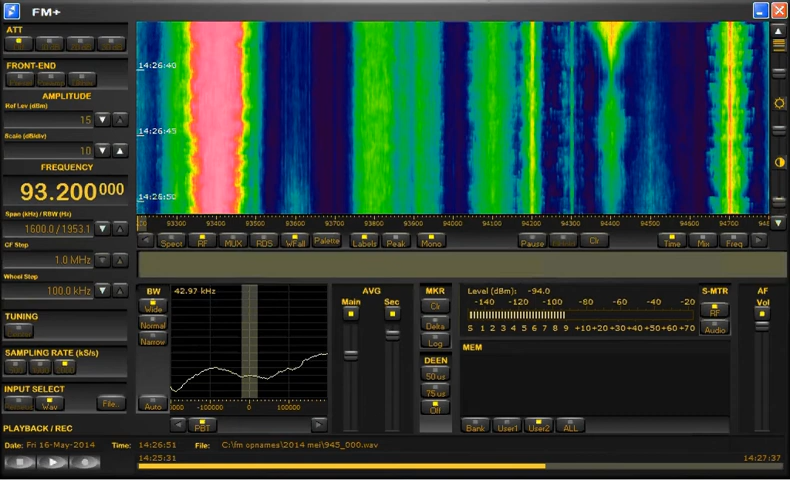 FM+
ATT
FRONT-END
AMPLITUDE
Ref Lev (dBm)
15
Scale (dB/div)
10
FREQUENCY
93.200000
Span (kHz) / RBW (Hz)
1600.0 / 1953.1
CF Step
1.0 MHz
Wheel Step
100.0 kHz
TUNING
SAMPLING RATE (kS/s)
INPUT SELECT
Wav
File..
14:26:40
14:26:45
14:26:50
93300 93400 93500 93600 93700 93800 93900 94000 94100 94200 94300 94400 94500 94600 94700
Spect RF MUX RDS WFall Palette Labels Peak Mono Pause Clr Time Mix Freq
BW
Wide
Normal
Narrow
Auto
42.97 kHz
-100000 0 100000
PBT
AVG
Main Sec
MKR
Clr
Delta
Log
DEEN
50 us
75 us
Off
Level (dBm): -94.0
-140 -120 -100 -80 -60 -40 -20
S 1 2 3 4 5 6 7 8 9 +10+20+30+40+50+60+70
S-MTR
RF
Audio
AF
Vol
MEM
Bank User1 User2 ALL
PLAYBACK / REC
Date: Fri 16-May-2014 Time: 14:26:51 File: C:\fm opnames\2014 mei\945_000.wav
14:25:31 14:27:37